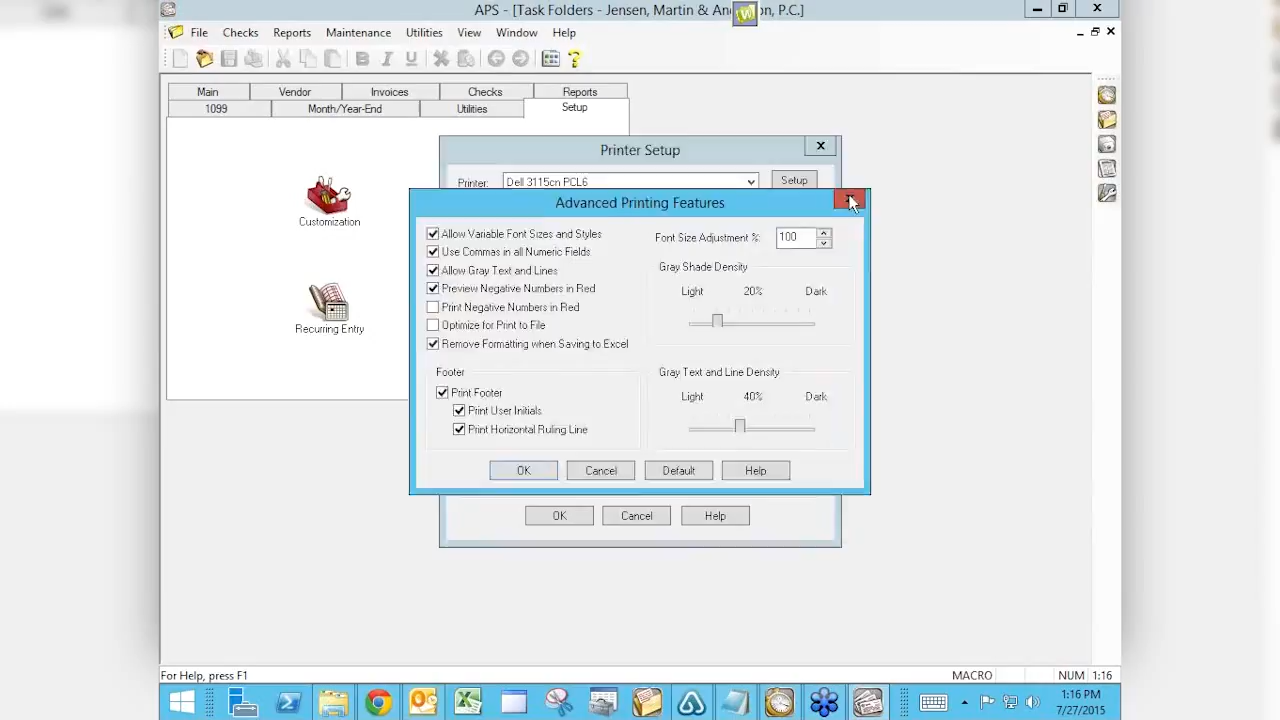 APS - [Task Folders - Jensen, Martin & An on, P.C.]
File Checks Reports Maintenance Utilities View Window Help
B I U
Main Vendor Invoices Checks Reports
1099 Month/Year-End Utilities Setup
Customization
Recurring Entry
Printer Setup
Printer: Dell 3115cn PCL6 Setup
Advanced Printing Features
Allow Variable Font Sizes and Styles
Use Commas in all Numeric Fields
Allow Gray Text and Lines
Preview Negative Numbers in Red
Print Negative Numbers in Red
Optimize for Print to File
Remove Formatting when Saving to Excel
Font Size Adjustment %: 100
Gray Shade Density
Light 20% Dark
Footer
Print Footer
Print User Initials
Print Horizontal Ruling Line
Gray Text and Line Density
Light 40% Dark
OK Cancel Default Help
OK Cancel Help
For Help, press F1
MACRO NUM 1:16
1:16 PM
7/27/2015